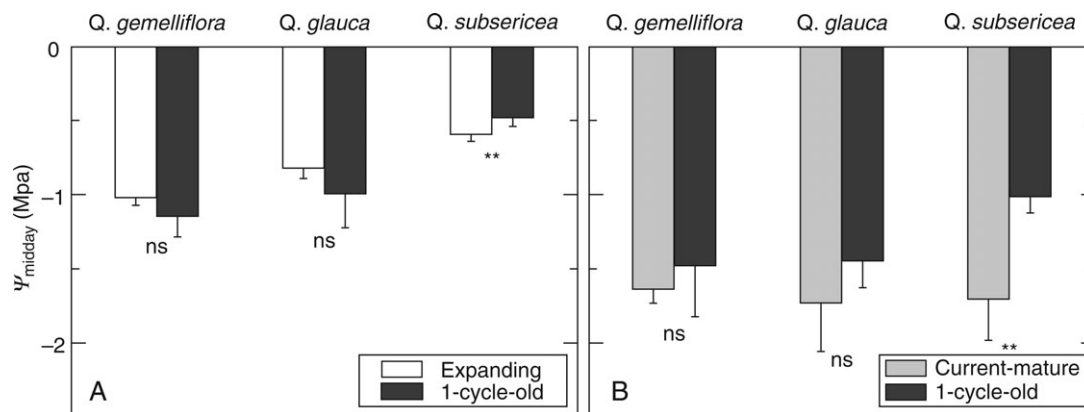 Q. gemelliflora Q. glauca Q. subsericea Q. gemelliflora Q. glauca Q. subsericea
0
−1
−2
Ψmidday (Mpa)
ns ns ** ns ns **
A
Expanding
1-cycle-old
B
Current-mature
1-cycle-old